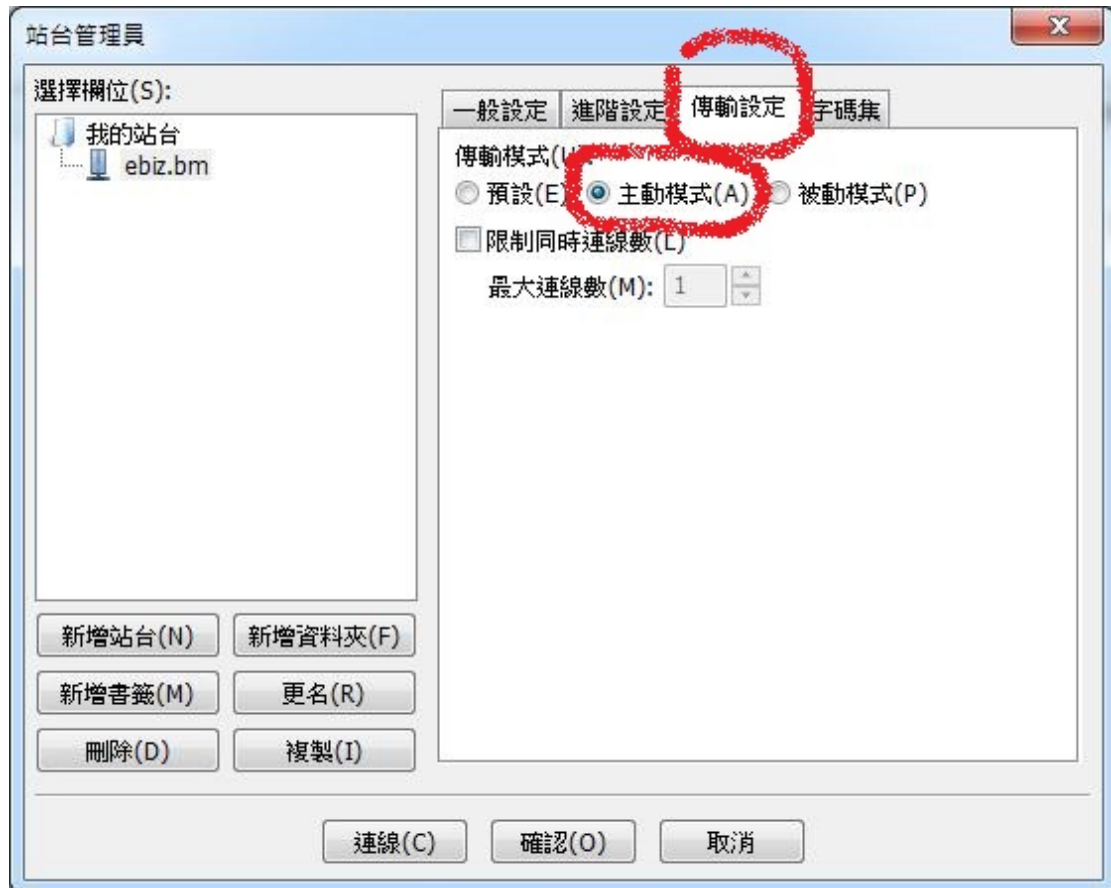 站台管理員
選擇欄位(S):
我的站台
ebiz.bm
新增站台(N)
新增資料夾(F)
新增書籤(M)
更名(R)
刪除(D)
複製(I)
一般設定
進階設定
傳輸設定
字碼集
傳輸模式(
預設(E)
主動模式(A)
被動模式(P)
限制同時連線數(L)
最大連線數(M): 1
連線(C)
確認(O)
取消